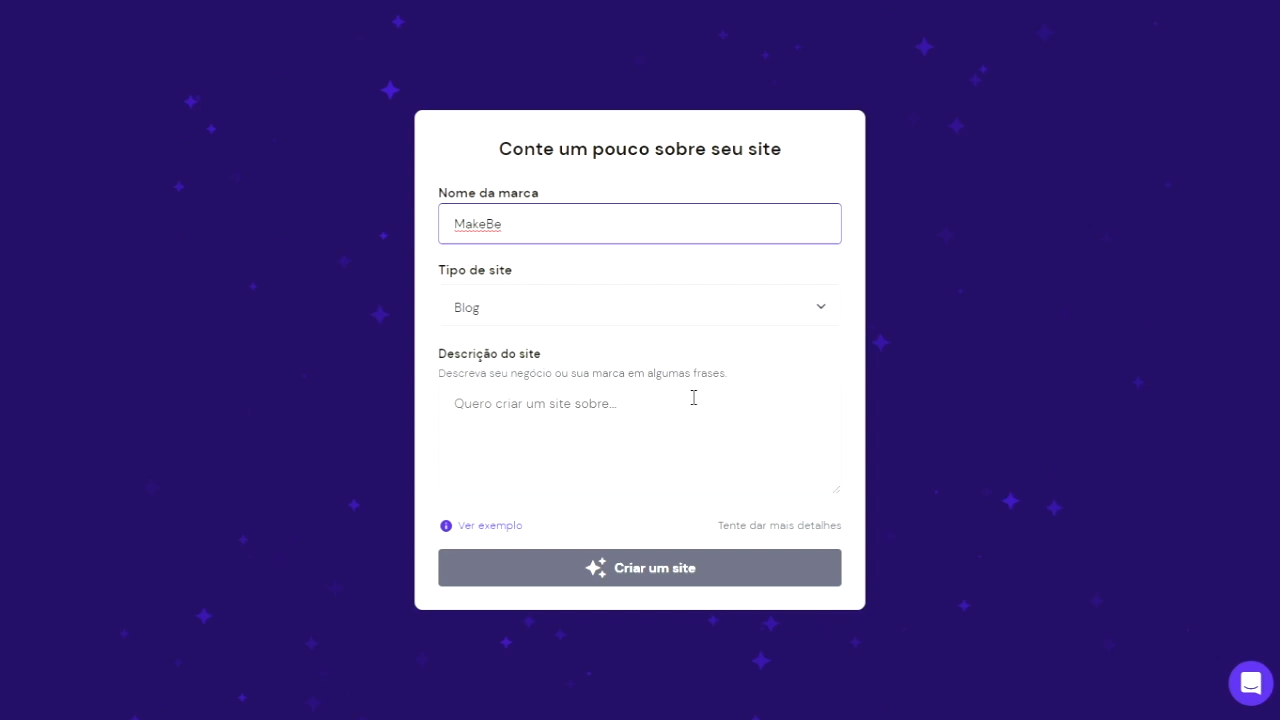 Conte um pouco sobre seu site
Nome da marca
MakeBe
Tipo de site
Blog
Descrição do site
Descreva seu negócio ou sua marca em algumas frases.
Quero criar um site sobre...
Ver exemplo
Tente dar mais detalhes
Criar um site